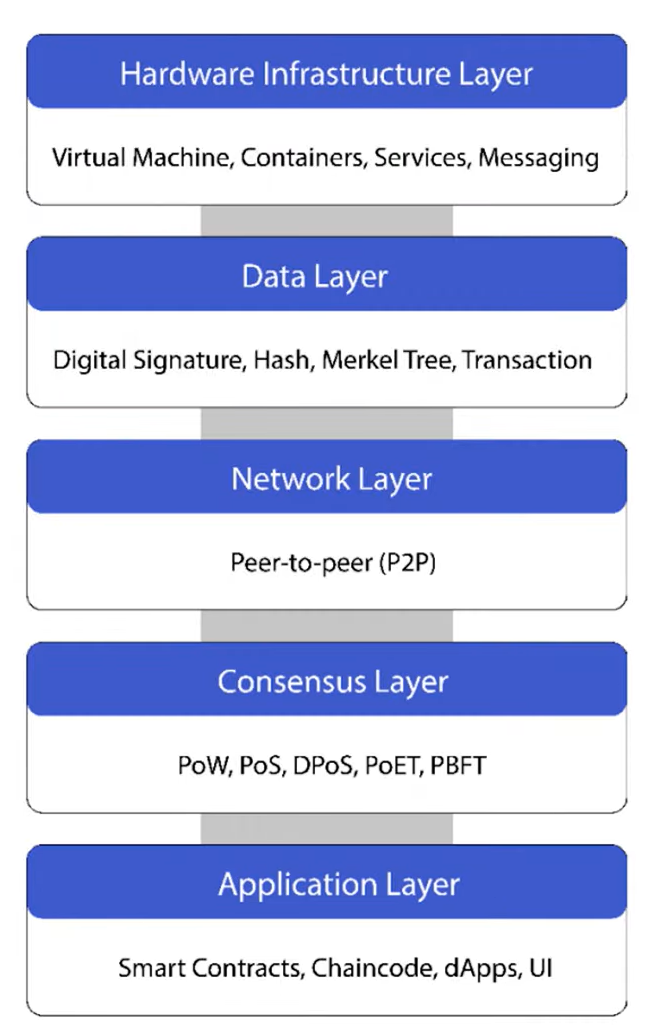 Hardware Infrastructure Layer
Virtual Machine, Containers, Services, Messaging
Data Layer
Digital Signature, Hash, Merkel Tree, Transaction
Network Layer
Peer-to-peer (P2P)
Consensus Layer
PoW, PoS, DPoS, PoET, PBFT
Application Layer
Smart Contracts, Chaincode, dApps, UI